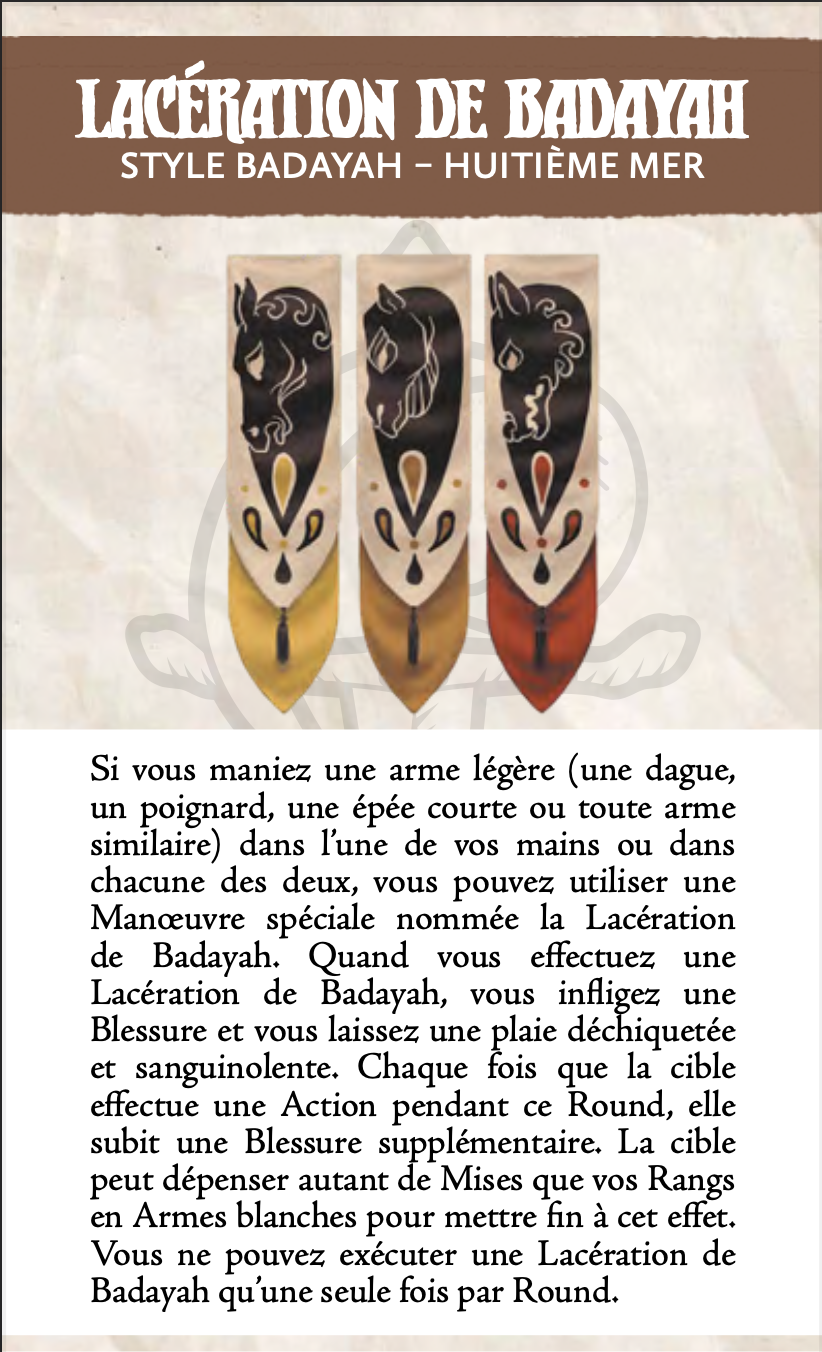 LACÉRATION DE BADAYAH
STYLE BADAYAH – HUITIÈME MER
Si vous maniez une arme légère (une dague,
un poignard, une épée courte ou toute arme
similaire) dans l’une de vos mains ou dans
chacune des deux, vous pouvez utiliser une
Manœuvre spéciale nommée la Lacération
de Badayah. Quand vous effectuez une
Lacération de Badayah, vous infligez une
Blessure et vous laissez une plaie déchiquetée
et sanguinolente. Chaque fois que la cible
effectue une Action pendant ce Round, elle
subit une Blessure supplémentaire. La cible
peut dépenser autant de Mises que vos Rangs
en Armes blanches pour mettre fin à cet effet.
Vous ne pouvez exécuter une Lacération de
Badayah qu’une seule fois par Round.